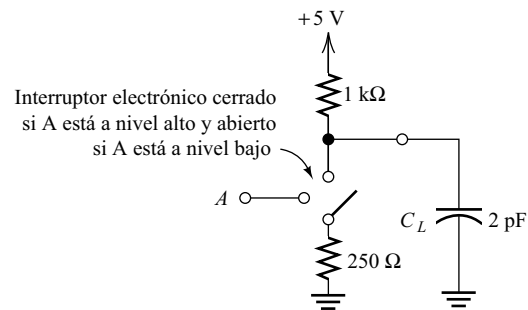 +5 V
1 kΩ
Interruptor electrónico cerrado
si A está a nivel alto y abierto
si A está a nivel bajo
A
C_L
2 pF
250 Ω